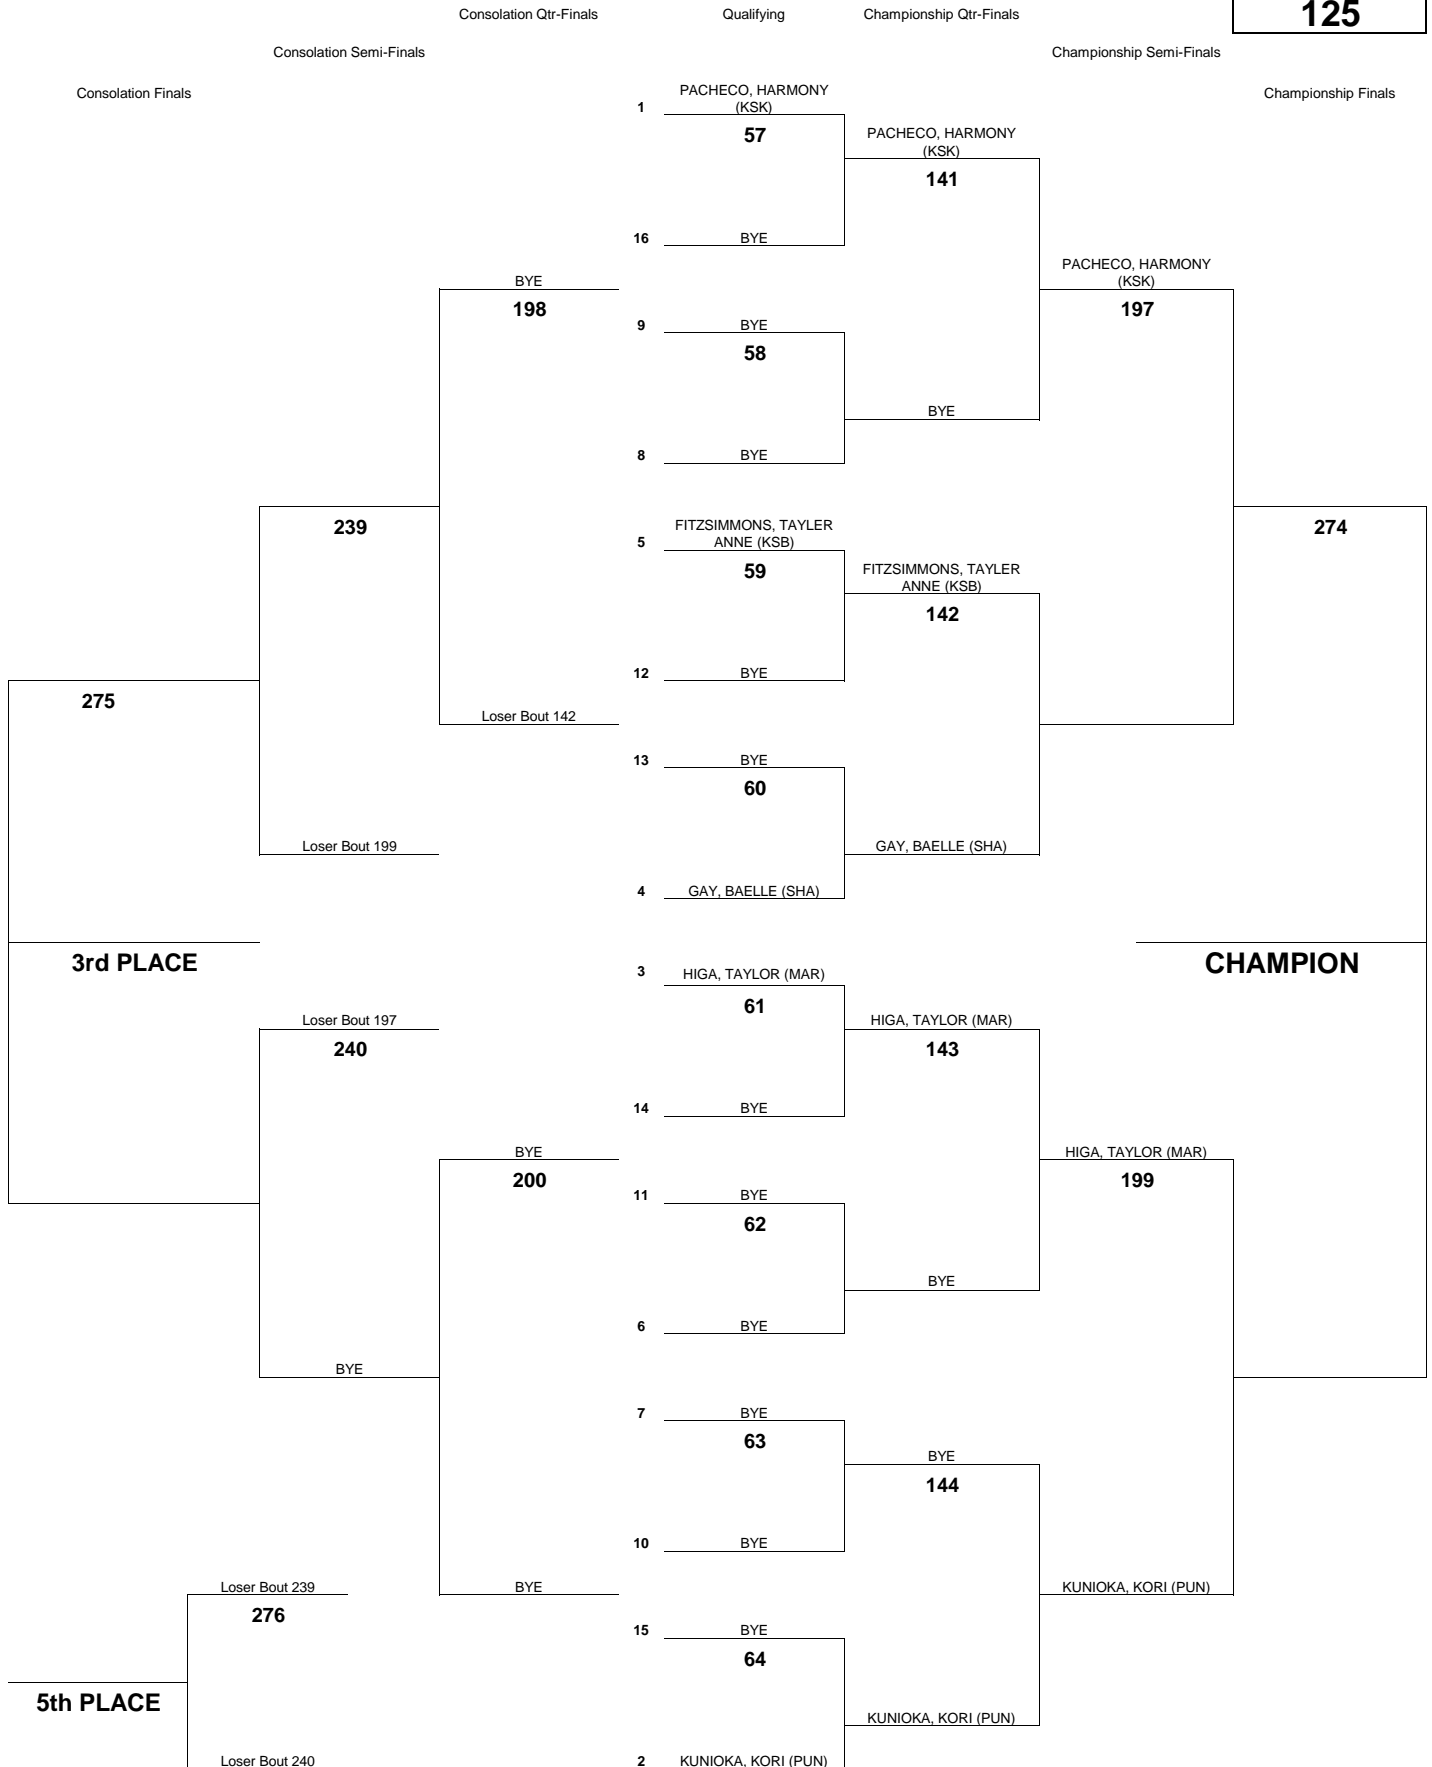 Consolation Qtr-Finals Qualifying Championship Qtr-Finals 125
Consolation Semi-Finals Championship Semi-Finals
Consolation Finals Championship Finals
PACHECO, HARMONY
1 (KSK)
57
PACHECO, HARMONY
(KSK)
141
16 BYE
PACHECO, HARMONY
BYE (KSK)
198 197
9 BYE
58
BYE
8 BYE
239 274
FITZSIMMONS, TAYLER
5 ANNE (KSB)
59
FITZSIMMONS, TAYLER
ANNE (KSB)
142
12 BYE
275
Loser Bout 142
13 BYE
60
Loser Bout 199 GAY, BAELLE (SHA)
4 GAY, BAELLE (SHA)
3rd PLACE CHAMPION
3 HIGA, TAYLOR (MAR)
61
Loser Bout 197 HIGA, TAYLOR (MAR)
240 143
14 BYE
BYE HIGA, TAYLOR (MAR)
200 199
11 BYE
62
BYE
6 BYE
BYE
7 BYE
63
BYE
144
10 BYE
Loser Bout 239 BYE KUNIOKA, KORI (PUN)
276
15 BYE
64
5th PLACE
KUNIOKA, KORI (PUN)
Loser Bout 240 2 KUNIOKA, KORI (PUN)